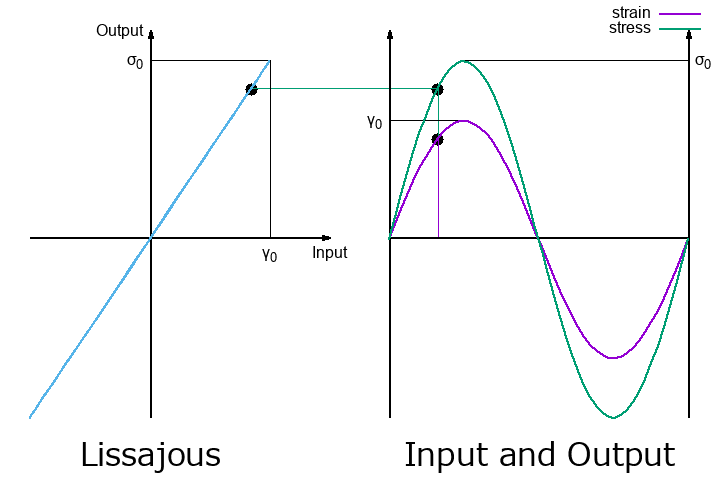 strain
stress
Output
σ0
σ0
γ0
γ0
Input
Lissajous
Input and Output